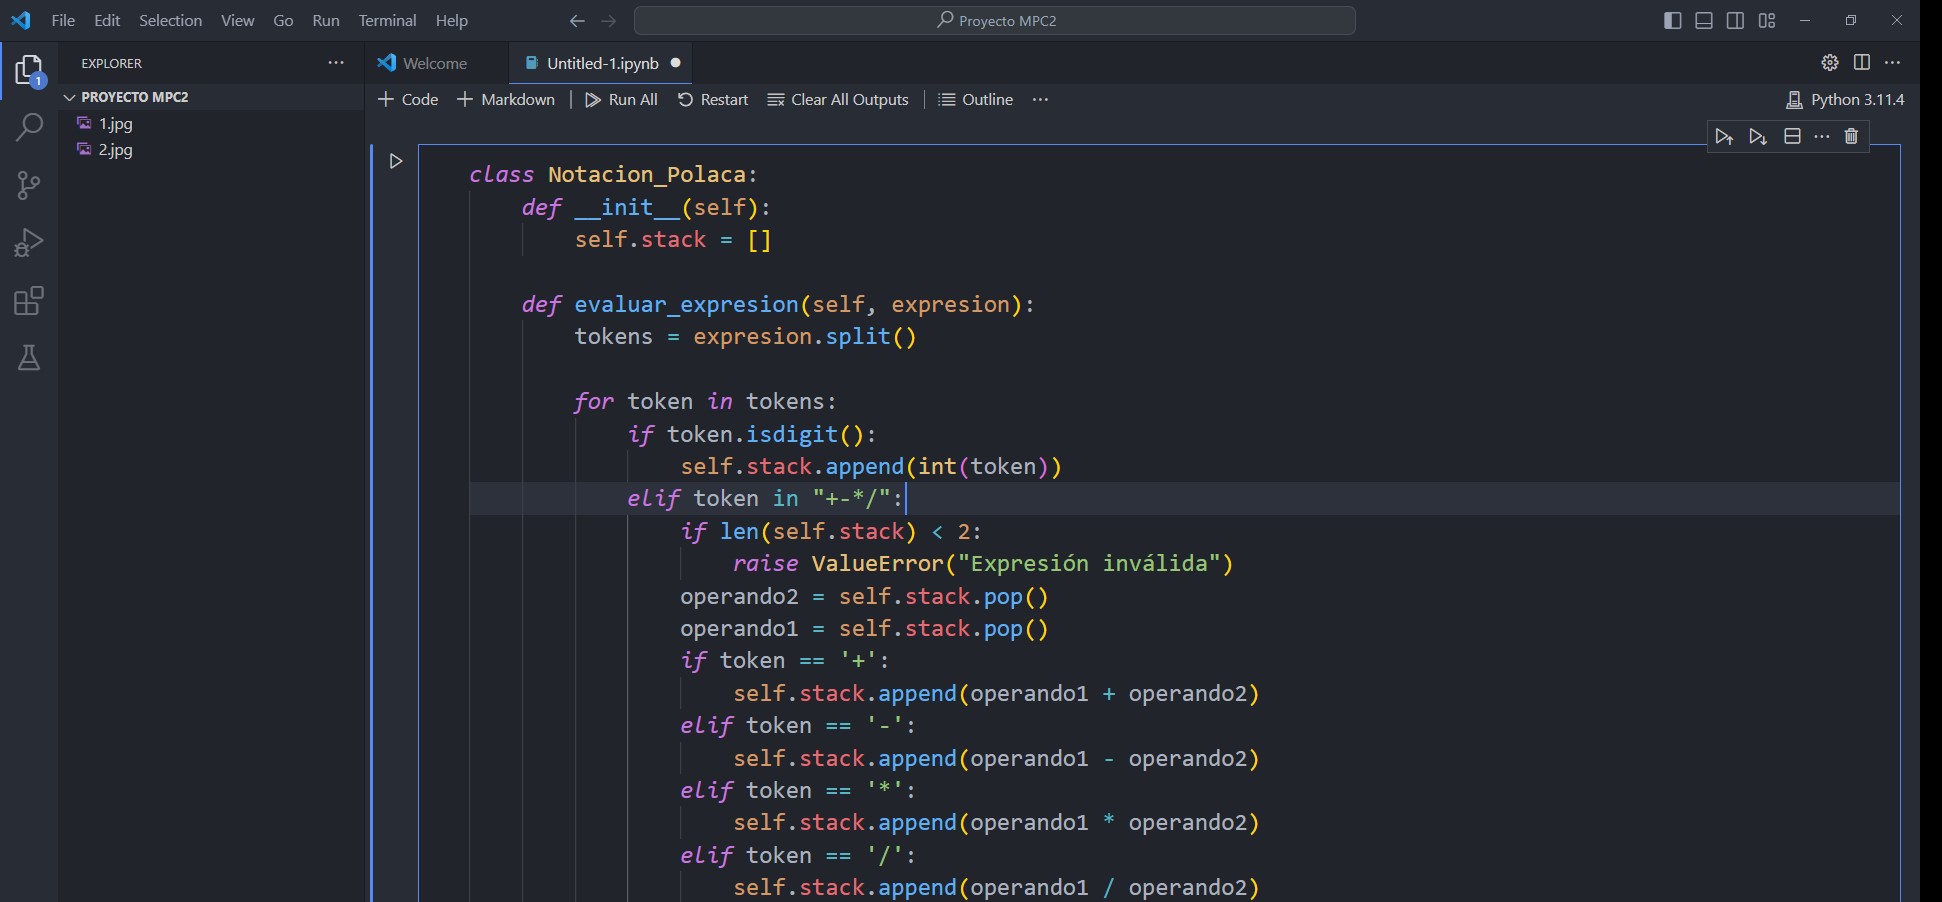 File Edit Selection View Go Run Terminal Help
Proyecto MPC2
1
EXPLORER
PROYECTO MPC2
1.jpg
2.jpg
Welcome
Untitled-1.ipynb
Code Markdown Run All Restart Clear All Outputs Outline
Python 3.11.4
class Notacion_Polaca:
    def __init__(self):
        self.stack = []
    def evaluar_expresion(self, expresion):
        tokens = expresion.split()
        for token in tokens:
            if token.isdigit():
                self.stack.append(int(token))
            elif token in "+-*/":
                if len(self.stack) < 2:
                    raise ValueError("Expresión inválida")
                operando2 = self.stack.pop()
                operando1 = self.stack.pop()
                if token == '+':
                    self.stack.append(operando1 + operando2)
                elif token == '-':
                    self.stack.append(operando1 - operando2)
                elif token == '*':
                    self.stack.append(operando1 * operando2)
                elif token == '/':
                    self.stack.append(operando1 / operando2)